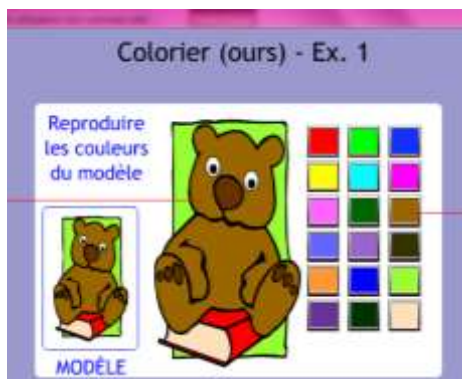 Colorier (ours) - Ex. 1
Reproduire
les couleurs
du modèle
MODÈLE